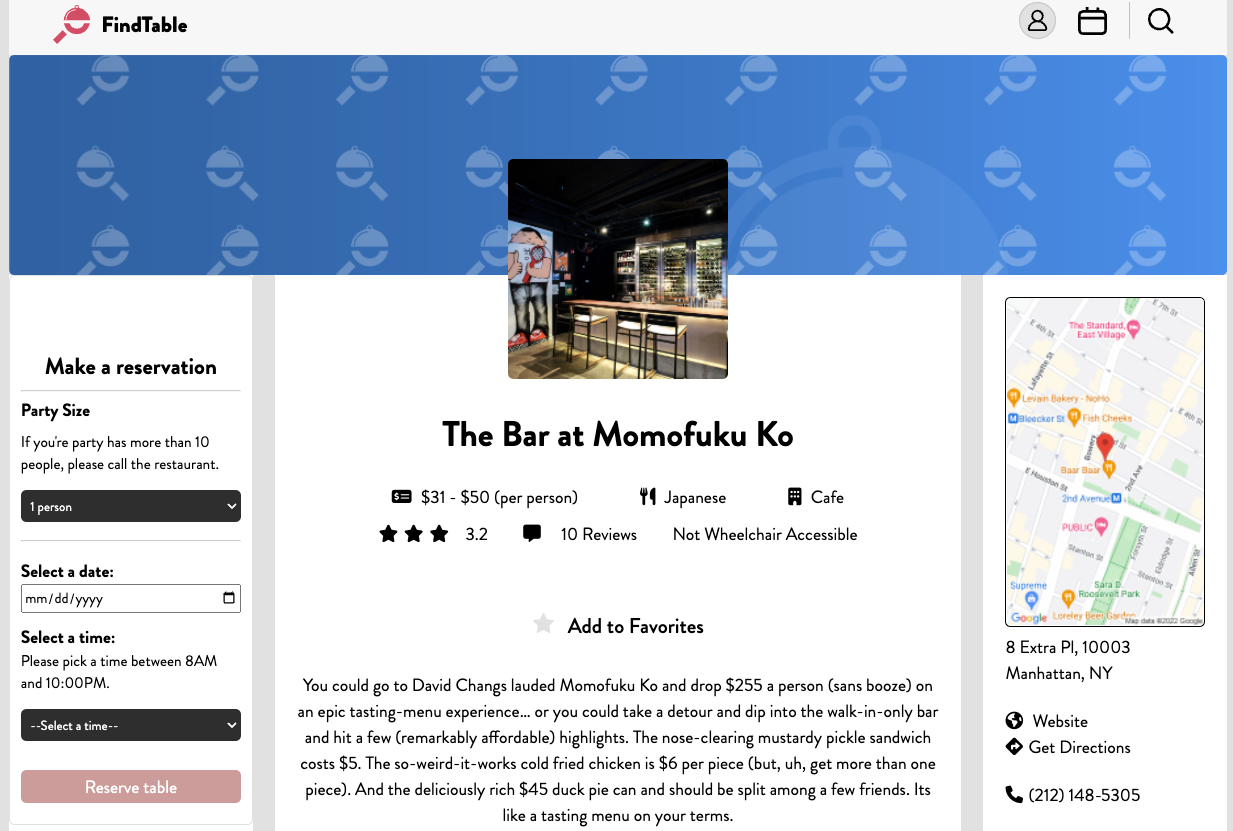 FindTable
Make a reservation
Party Size
If you're party has more than 10
people, please call the restaurant.
1 person
Select a date:
mm/dd/yyyy
Select a time:
Please pick a time between 8AM
and 10:00PM.
--Select a time--
Reserve table
The Bar at Momofuku Ko
$31 - $50 (per person)
Japanese
Cafe
3.2
10 Reviews
Not Wheelchair Accessible
Add to Favorites
You could go to David Changs lauded Momofuku Ko and drop $255 a person (sans booze) on
an epic tasting-menu experience... or you could take a detour and dip into the walk-in-only bar
and hit a few (remarkably affordable) highlights. The nose-clearing mustardy pickle sandwich
costs $5. The so-weird-it-works cold fried chicken is $6 per piece (but, uh, get more than one
piece). And the deliciously rich $45 duck pie can and should be split among a few friends. Its
like a tasting menu on your terms.
E 7th St
The Standard,
East Village
E 4th St
E 6th St
Lafayette St
Levain Bakery - NoHo
M Bleecker St
Fish Cheeks
E 4th St
Bowery
Baar Baar
2nd Ave
E Houston St
2nd Avenue M
PUBLIC
Forsyth St
Eldridge St
Allen St
Stanton St
Stanton St
Supreme
Sara D.
Roosevelt Park
Loreley Beer Garden
Google
Map data ©2022 Google
8 Extra Pl, 10003
Manhattan, NY
Website
Get Directions
(212) 148-5305